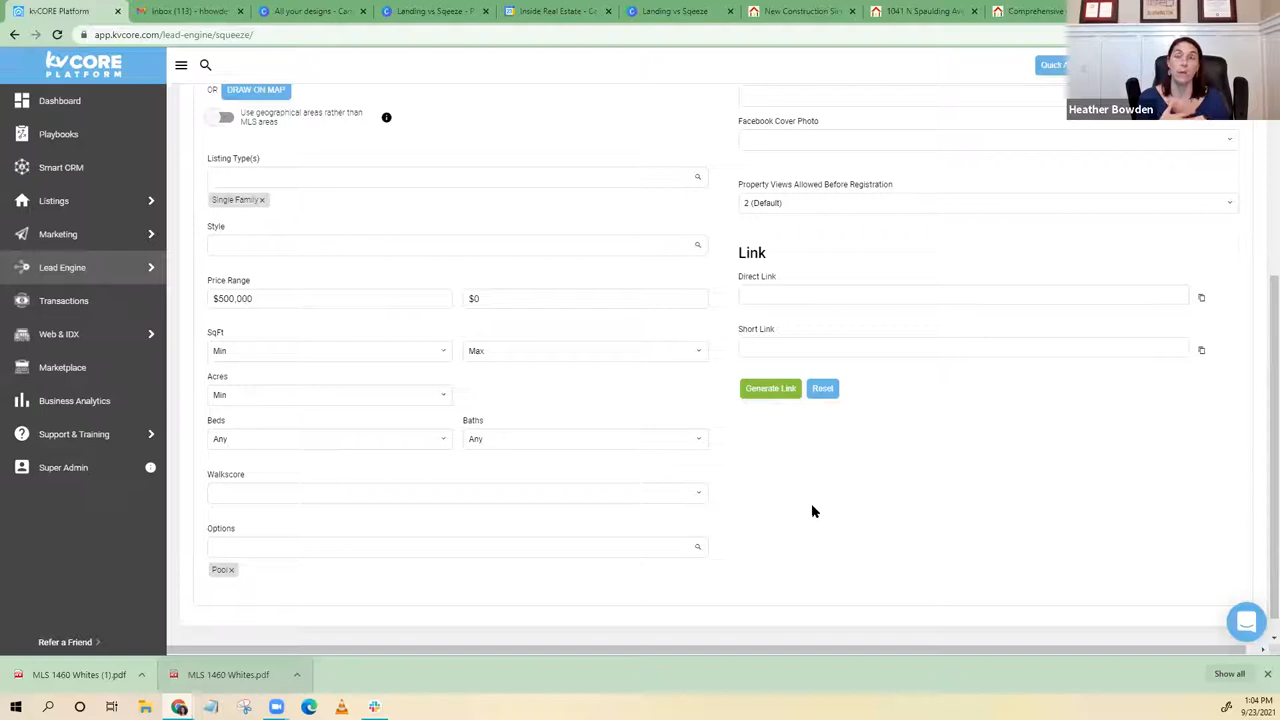 kvCORE Platform
Inbox (113) - hbowden
All your designs - Can
Landing vs Sqeeze - P
Inside Real Estate - G
Landing vs Sqeeze
New Construction Si
1041 N Spaulding Av
Comprehensive
app.kvcore.com/lead-engine/squeeze/
kvCORE
PLATFORM
Quick A
Heather Bowden
Dashboard
Playbooks
Smart CRM
Listings
Marketing
Lead Engine
Transactions
Web & IDX
Marketplace
Business Analytics
Support & Training
Super Admin
Refer a Friend
OR DRAW ON MAP
Use geographical areas rather than
MLS areas
Listing Type(s)
Single Family
Style
Price Range
$500,000 $0
SqFt
Min Max
Acres
Min
Beds Baths
Any Any
Walkscore
Options
Pool
Facebook Cover Photo
Property Views Allowed Before Registration
2 (Default)
Link
Direct Link
Short Link
Generate Link Reset
MLS 1460 Whites (1).pdf
MLS 1460 Whites.pdf
Show all
1:04 PM
9/23/2021